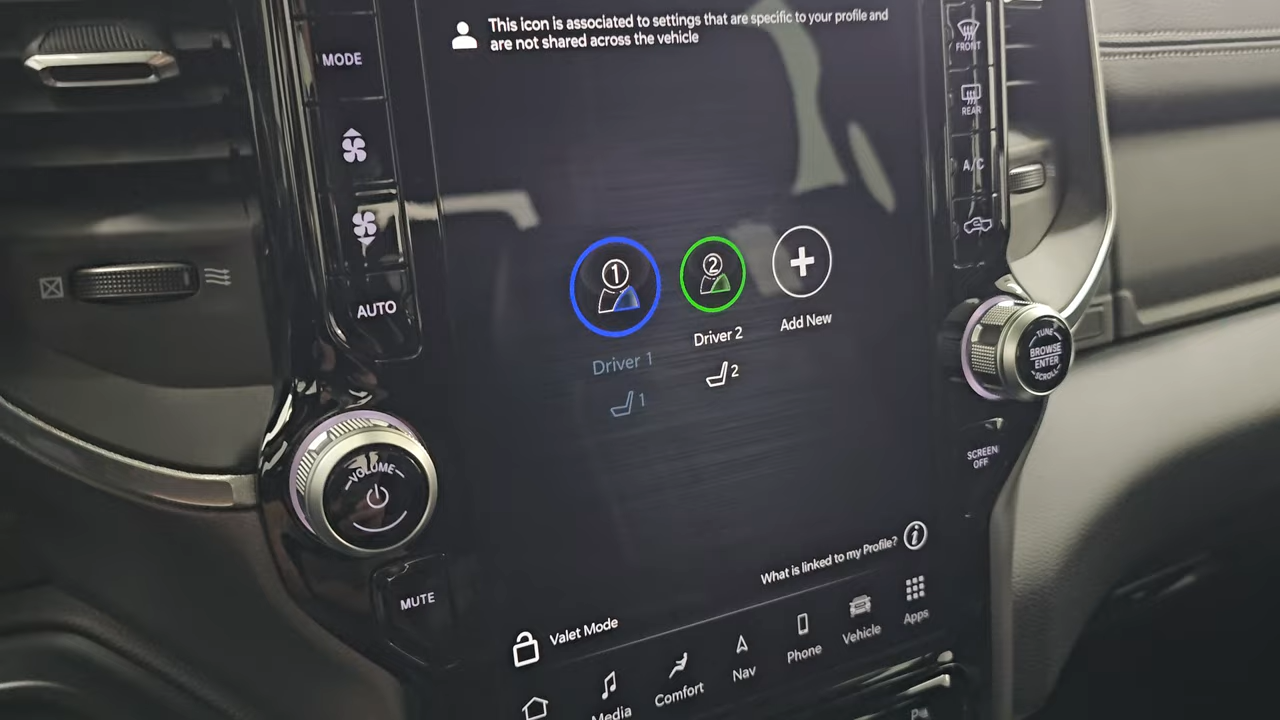 This icon is associated to settings that are specific to your profile and
are not shared across the vehicle
MODE
FRONT
REAR
A/C
AUTO
1
2
Driver 1
Driver 2
Add New
1
2
TUNE
BROWSE
ENTER
SCROLL
SCREEN
OFF
VOLUME
MUTE
What is linked to my Profile?
i
Valet Mode
Media
Comfort
Nav
Phone
Vehicle
Apps